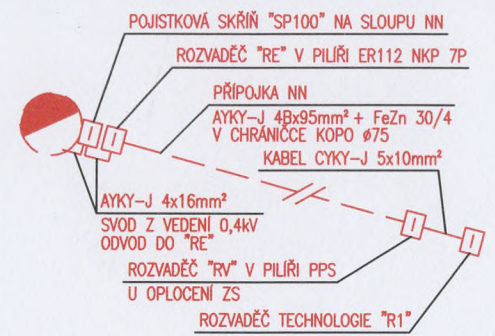 POJISTKOVÁ SKŘÍŇ "SP100" NA SLOUPU NN
ROZVADĚČ "RE" V PILÍŘI ER112 NKP 7P
PŘÍPOJKA NN
AYKY-J 4Bx95mm² + FeZn 30/4
V CHRÁNIČCE KOPO ø75
KABEL CYKY-J 5x10mm²
AYKY-J 4x16mm²
SVOD Z VEDENÍ 0,4kV
ODVOD DO "RE"
ROZVADĚČ "RV" V PILÍŘI PPS
U OPLOCENÍ ZS
ROZVADĚČ TECHNOLOGIE "R1"